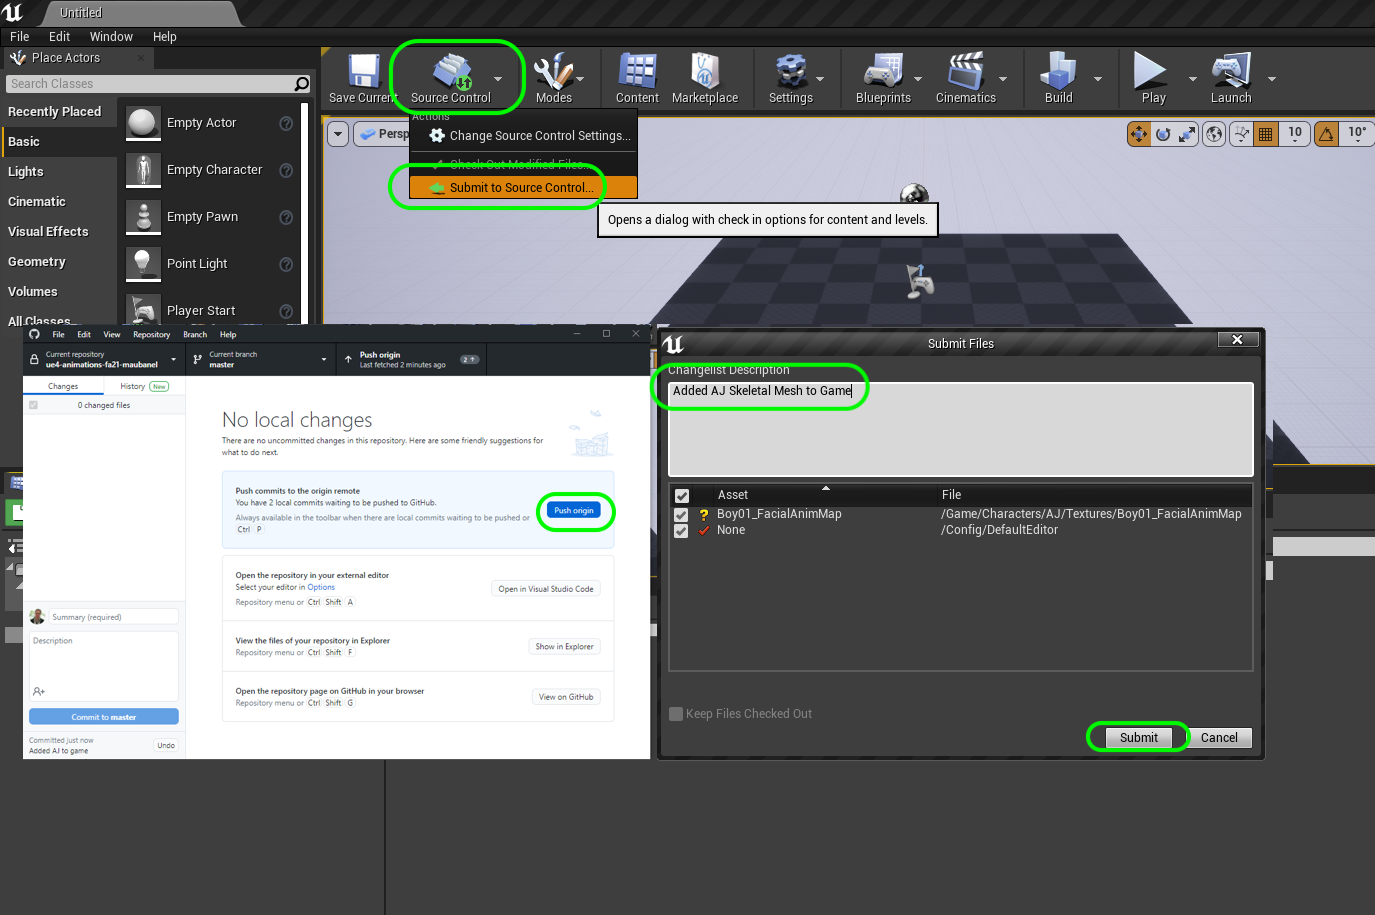 Untitled
File Edit Window Help
Place Actors
Search Classes
Recently Placed
Basic
Lights
Cinematic
Visual Effects
Geometry
Volumes
All Classes
Empty Actor
Empty Character
Empty Pawn
Point Light
Player Start
Save Current Source Control Modes Content Marketplace Settings Blueprints Cinematics Build Play Launch
Persp
10 10°
Actions
Change Source Control Settings...
Check Out Modified Files...
Submit to Source Control...
Opens a dialog with check in options for content and levels.
File Edit View Repository Branch Help
Current repository
ue4-animations-fa21-maubanel
Current branch
master
Push origin
Last fetched 2 minutes ago
2
Changes History New
0 changed files
No local changes
There are no uncommitted changes in this repository. Here are some friendly suggestions for
what to do next.
Push commits to the origin remote
You have 2 local commits waiting to be pushed to GitHub.
Always available in the toolbar when there are local commits waiting to be pushed or
Ctrl P
Push origin
Open the repository in your external editor
Select your editor in Options
Repository menu or Ctrl Shift A
Open in Visual Studio Code
View the files of your repository in Explorer
Repository menu or Ctrl Shift F
Show in Explorer
Open the repository page on GitHub in your browser
Repository menu or Ctrl Shift G
View on GitHub
Summary (required)
Description
Commit to master
Committed just now
Added AJ to game
Undo
Submit Files
Changelist Description
Added AJ Skeletal Mesh to Game
Asset File
Boy01_FacialAnimMap /Game/Characters/AJ/Textures/Boy01_FacialAnimMap
None /Config/DefaultEditor
Keep Files Checked Out
Submit Cancel